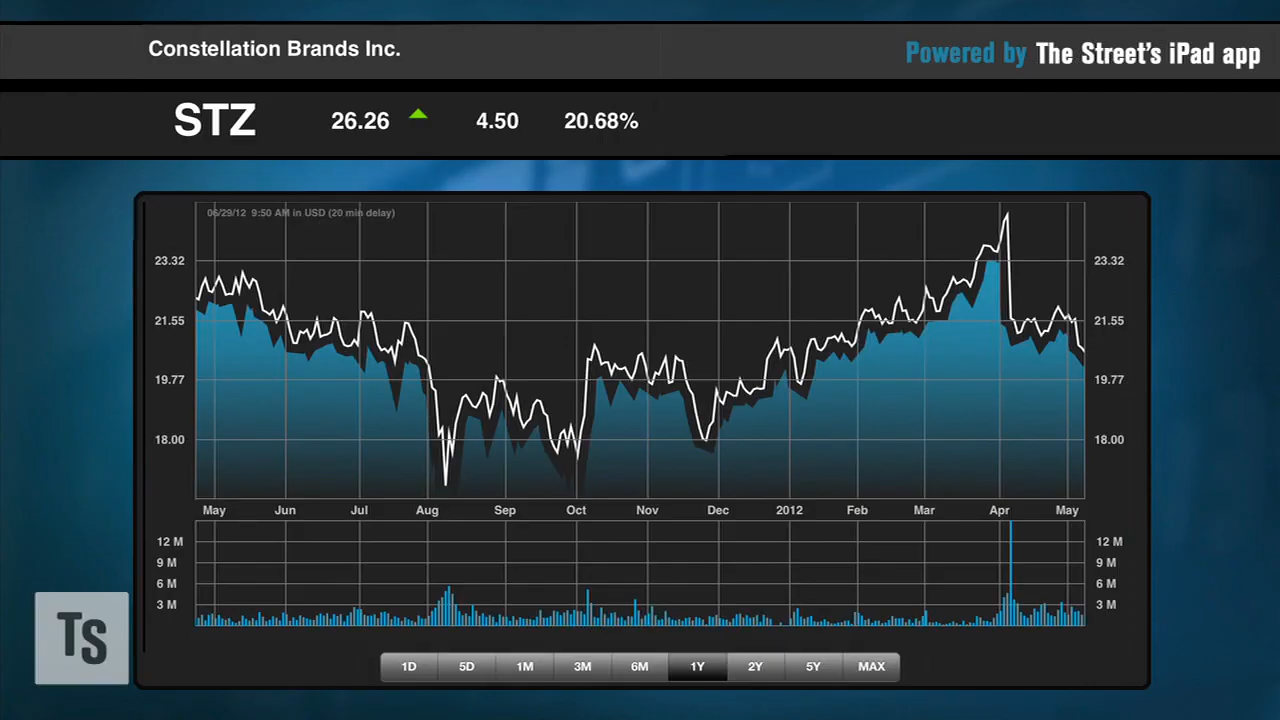 Constellation Brands Inc.
Powered by The Street's iPad app
STZ 26.26 4.50 20.68%
06/29/12 9:50 AM in USD (20 min delay)
23.32 23.32
21.55 21.55
19.77 19.77
18.00 18.00
May Jun Jul Aug Sep Oct Nov Dec 2012 Feb Mar Apr May
12 M 12 M
9 M 9 M
6 M 6 M
3 M 3 M
Ts
1D 5D 1M 3M 6M 1Y 2Y 5Y MAX